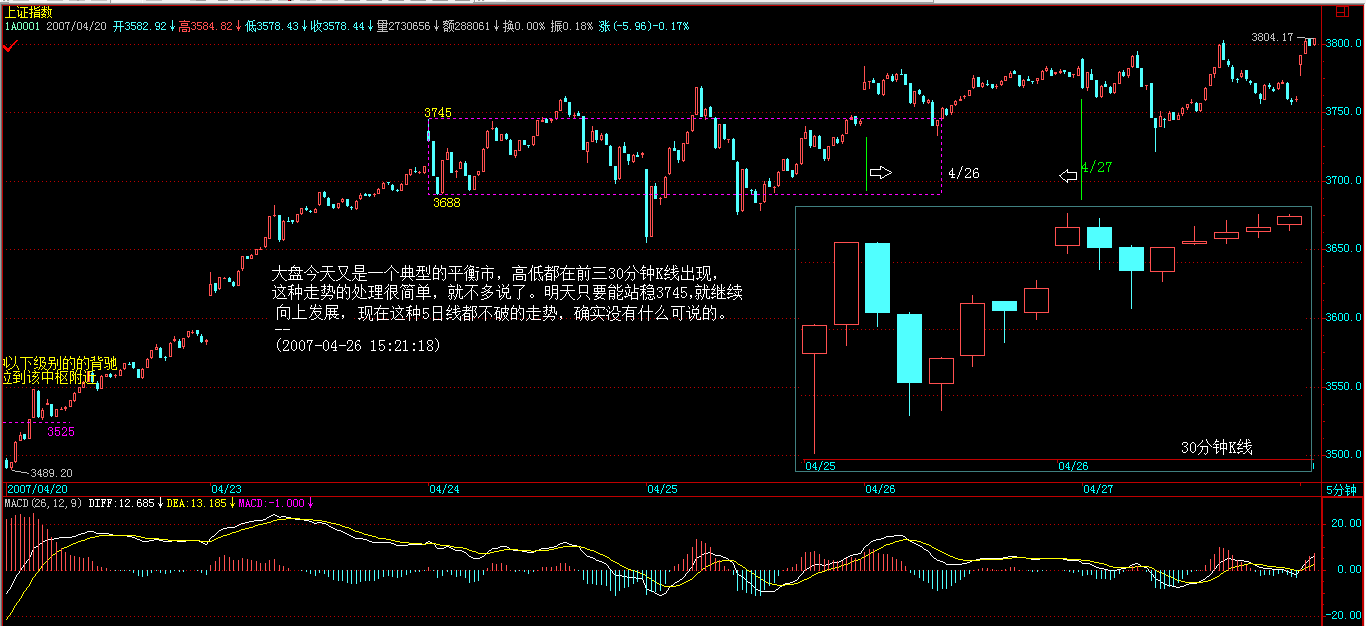 上证指数
1A0001 2007/04/20 开3582.92↓高3584.82↓低3578.43↓收3578.44↓量2730656↓额288061↓换0.00% 振0.18% 涨(-5.96)-0.17%
3804.17
3800.0
3745
3750.0
4/26
4/27
3700.0
3688
3650.0
大盘今天又是一个典型的平衡市，高低都在前三30分钟K线出现，
这种走势的处理很简单，就不多说了。明天只要能站稳3745,就继续
向上发展，现在这种5日线都不破的走势，确实没有什么可说的。
--
(2007-04-26 15:21:18)
3600.0
以下级别的的背驰
位到该中枢附近
3550.0
3525
30分钟K线
3500.0
04/25
04/26
3489.20
2007/04/20
04/23
04/24
04/25
04/26
04/27
5分钟
MACD(26,12,9) DIFF:12.685↓DEA:13.185↓MACD:-1.000↓
20.00
0.00
-20.00